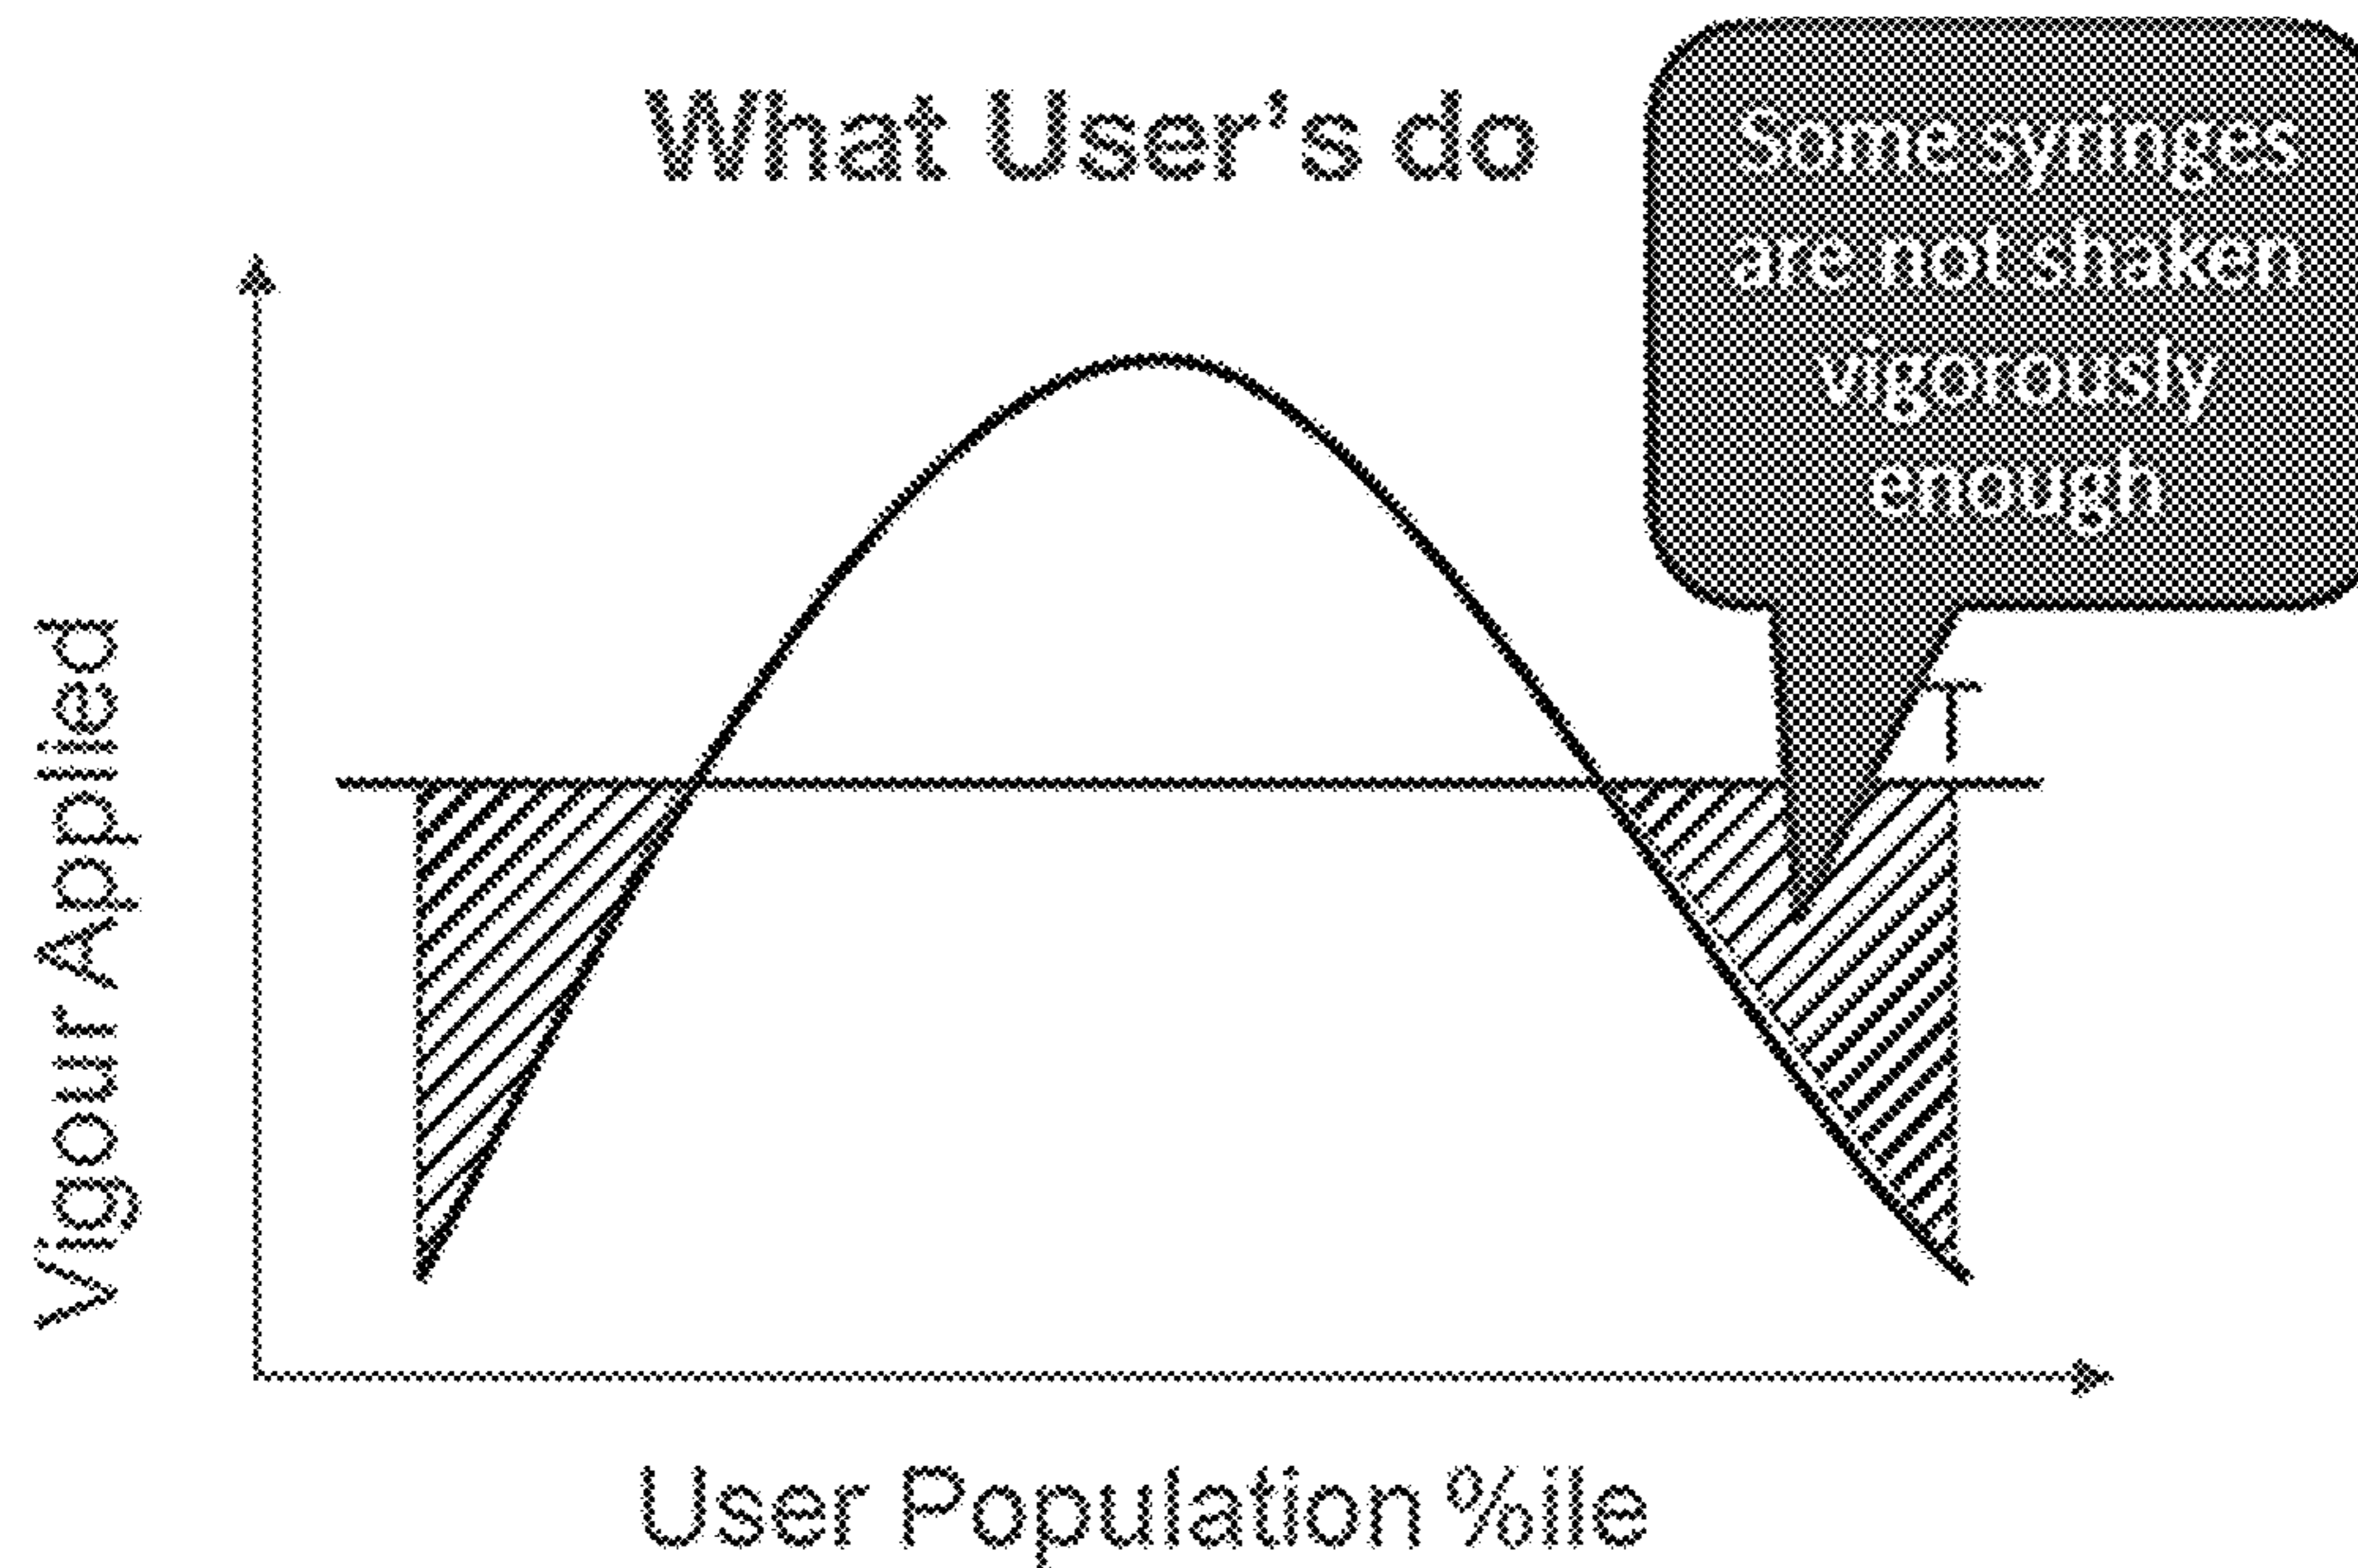 What User's do
Some syringes
are not shaken
vigorously
enough
T
Vigour Applied
User Population %ile